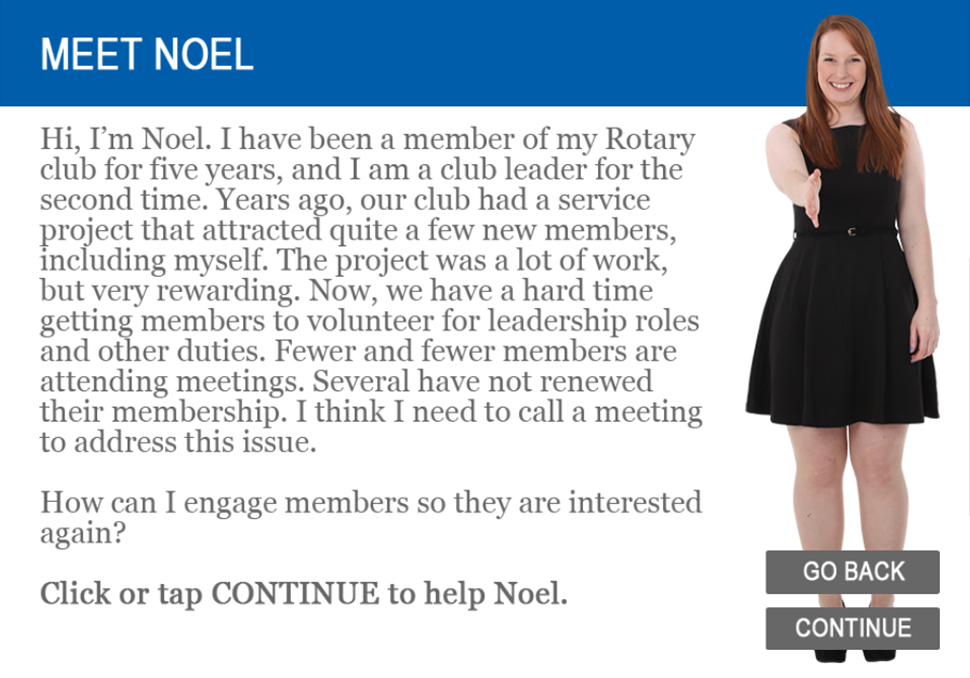 MEET NOEL
Hi, I’m Noel. I have been a member of my Rotary
club for five years, and I am a club leader for the
second time. Years ago, our club had a service
project that attracted quite a few new members,
including myself. The project was a lot of work,
but very rewarding. Now, we have a hard time
getting members to volunteer for leadership roles
and other duties. Fewer and fewer members are
attending meetings. Several have not renewed
their membership. I think I need to call a meeting
to address this issue.
How can I engage members so they are interested
again?
Click or tap CONTINUE to help Noel.
GO BACK
CONTINUE